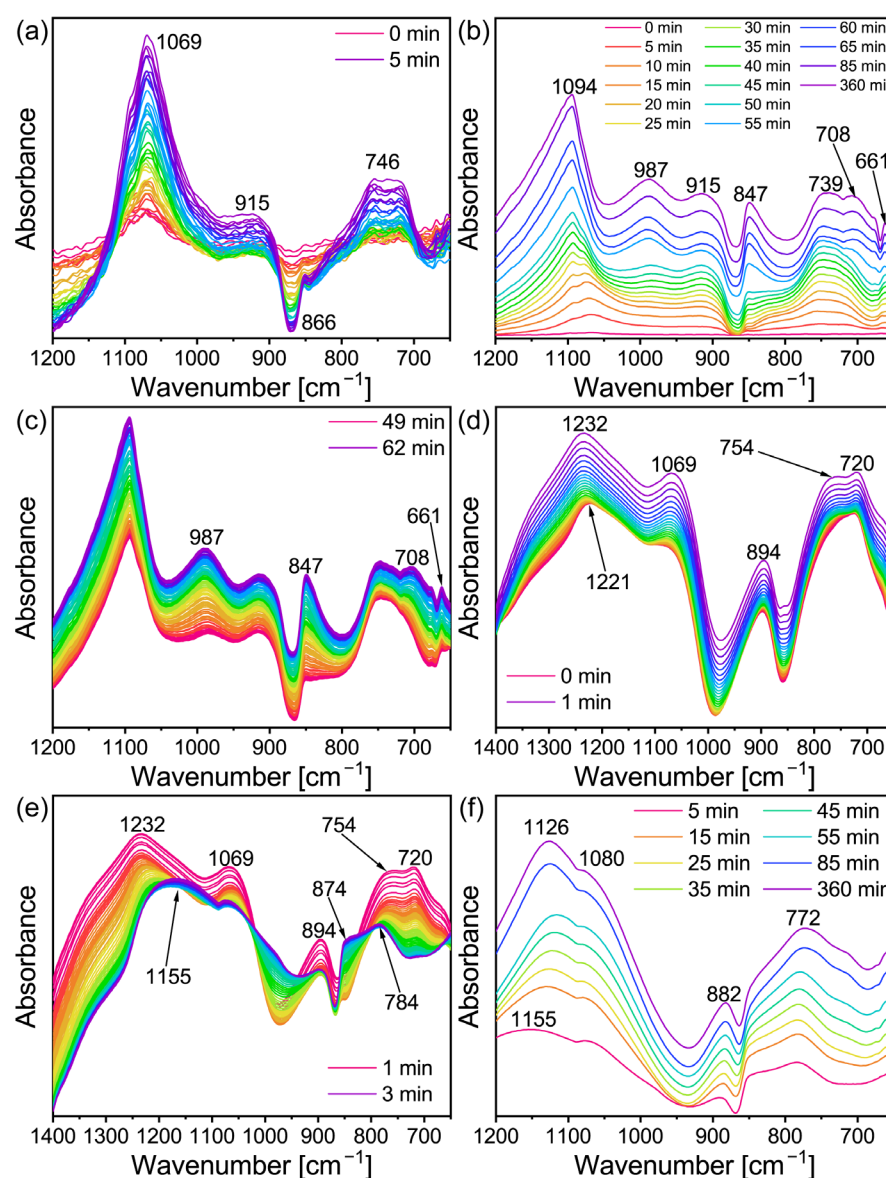 (a)
1069
0 min
5 min
915
746
866
Absorbance
1200 1100 1000 900 800 700
Wavenumber [cm⁻¹]
(b)
0 min 30 min 60 min
5 min 35 min 65 min
10 min 40 min 85 min
15 min 45 min 360 min
20 min 50 min
25 min 55 min
1094
987
915
847
739
708
661
Absorbance
1200 1100 1000 900 800 700
Wavenumber [cm⁻¹]
(c)
49 min
62 min
987
847
708
661
Absorbance
1200 1100 1000 900 800 700
Wavenumber [cm⁻¹]
(d)
1232
1069
754
720
894
1221
0 min
1 min
Absorbance
1400 1300 1200 1100 1000 900 800 700
Wavenumber [cm⁻¹]
(e)
1232
1069
754
720
874
894
1155
784
1 min
3 min
Absorbance
1400 1300 1200 1100 1000 900 800 700
Wavenumber [cm⁻¹]
(f)
5 min 45 min
15 min 55 min
25 min 85 min
35 min 360 min
1126
1080
772
882
1155
Absorbance
1200 1100 1000 900 800 700
Wavenumber [cm⁻¹]